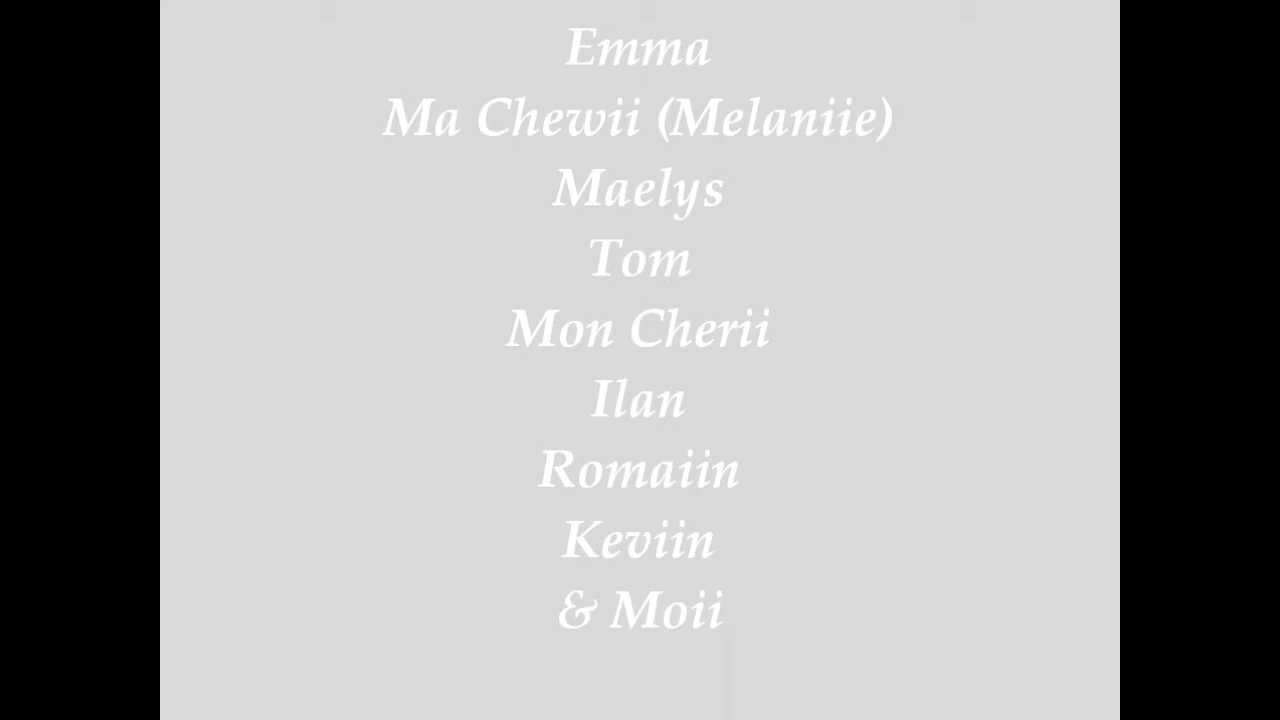 Emma
Ma Chewii (Melaniie)
Maelys
Tom
Mon Cherii
Ilan
Romaiin
Keviin
& Moii